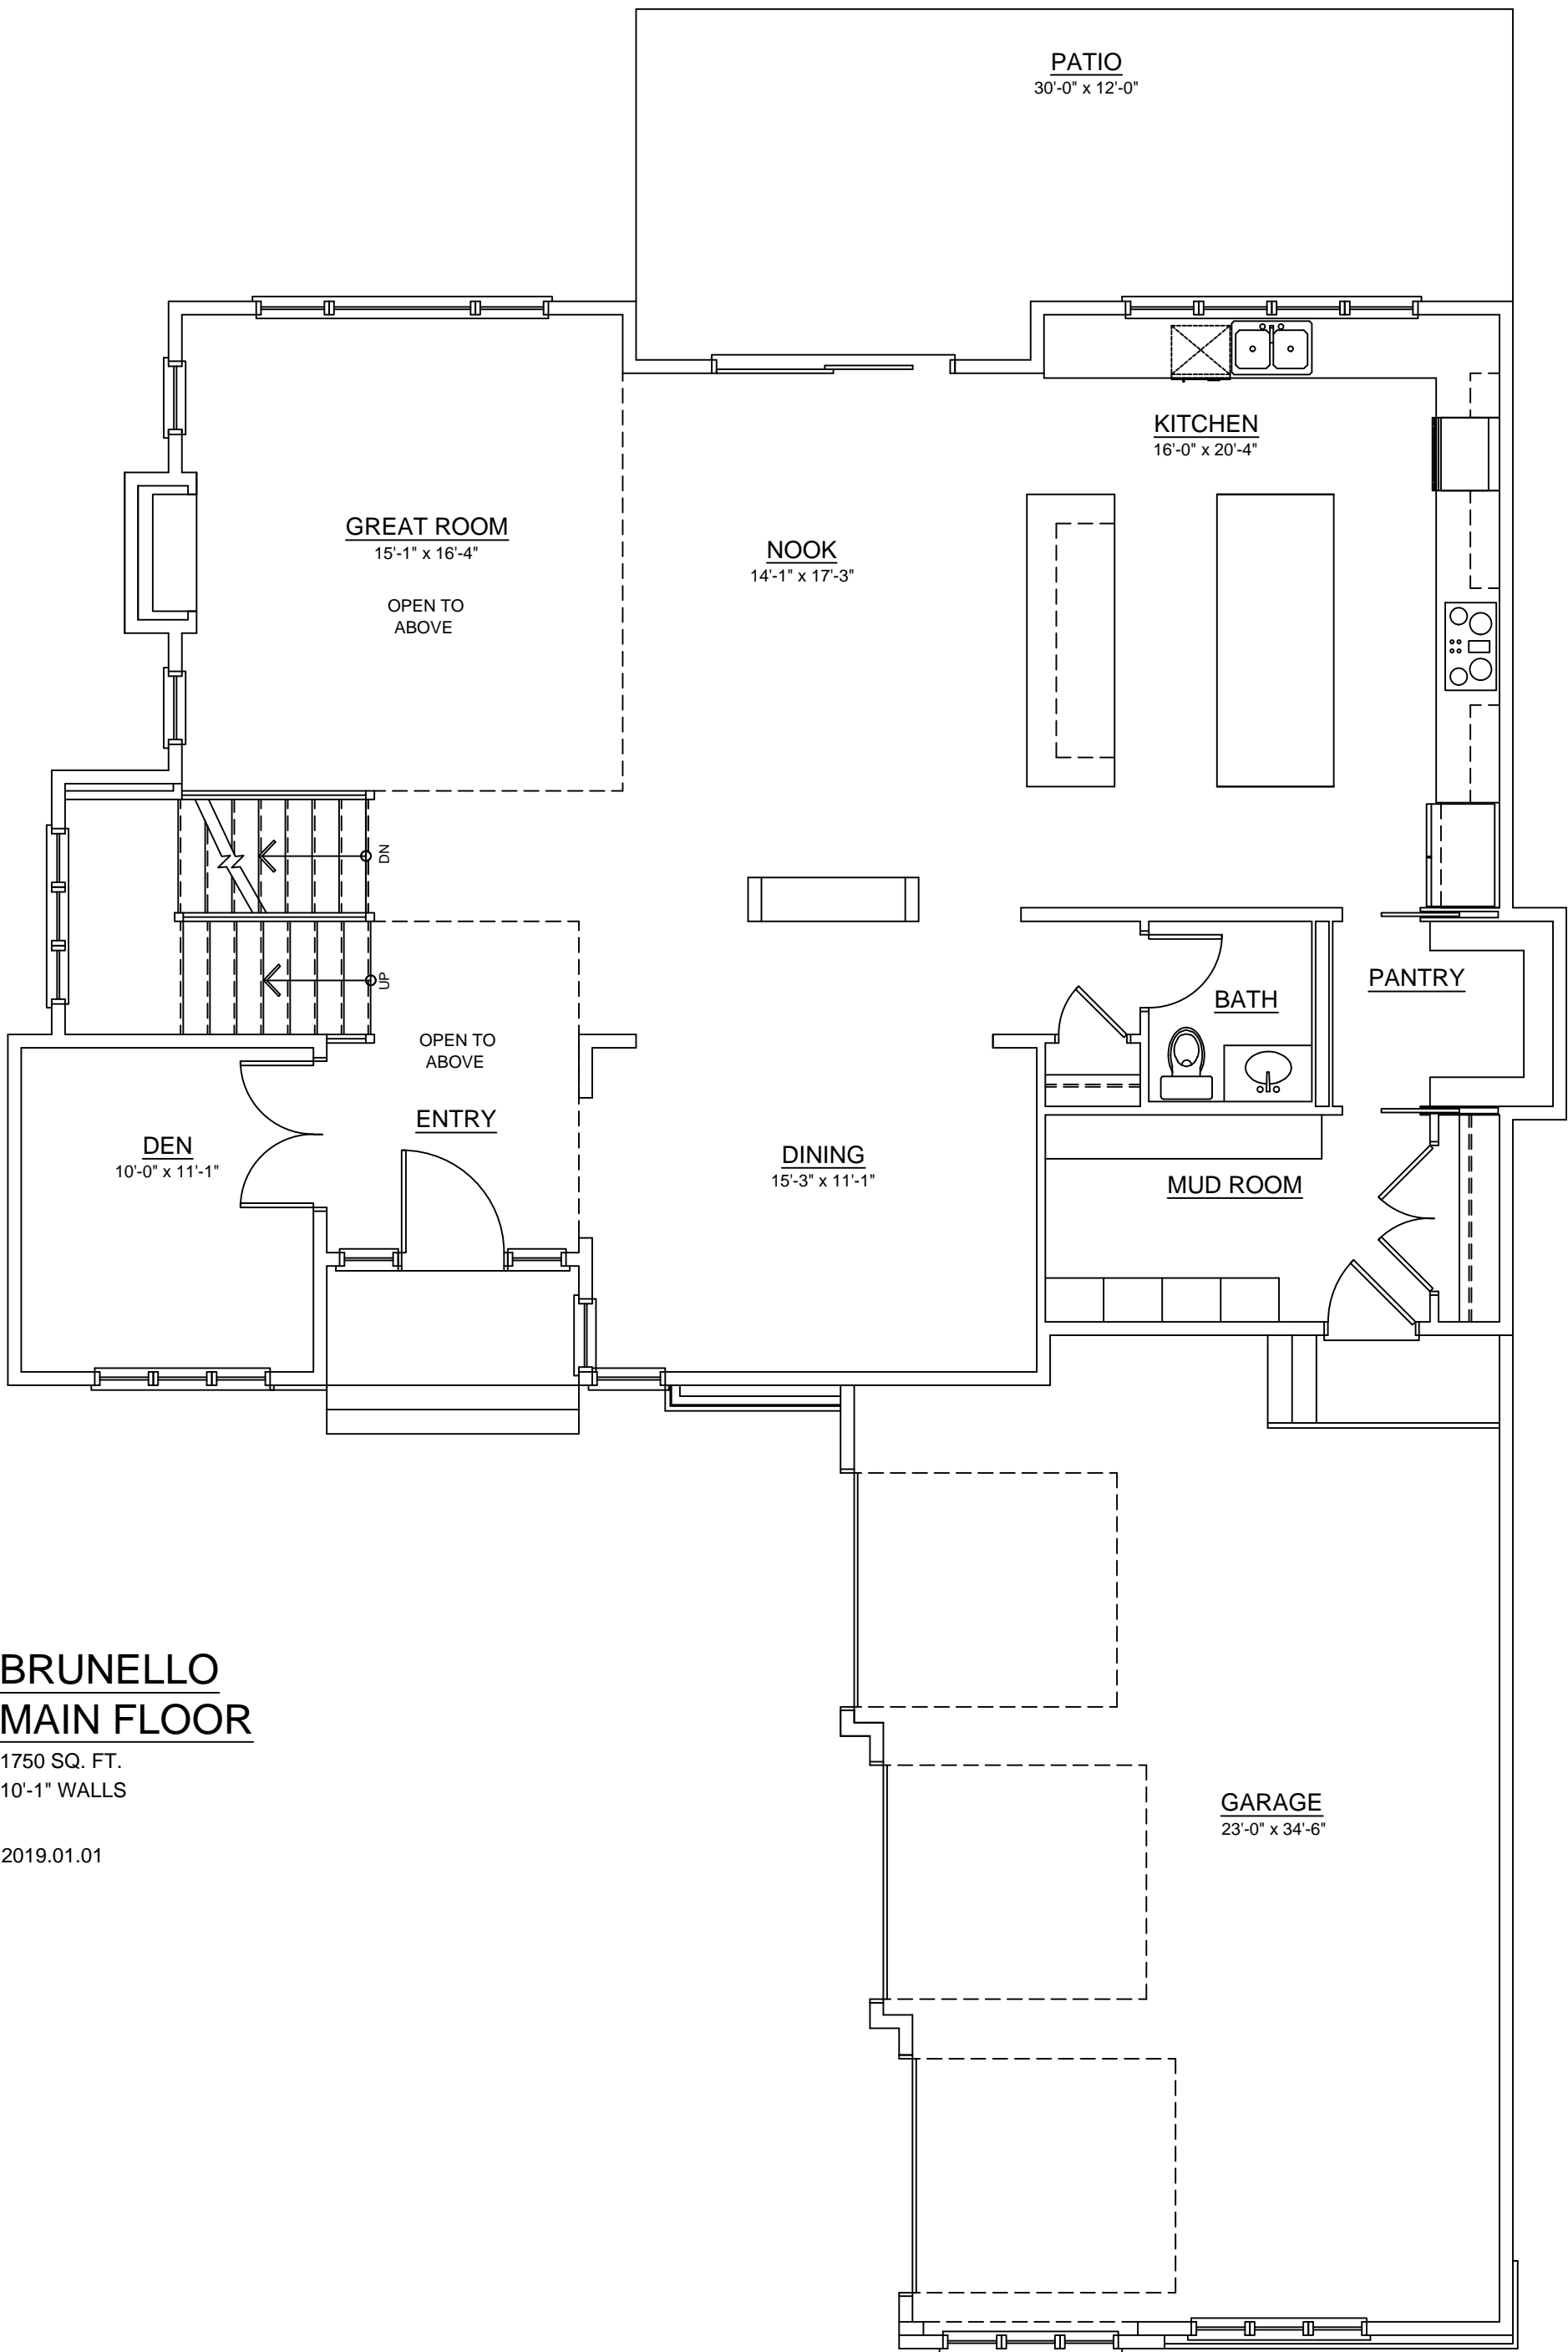 PATIO
30'-0" x 12'-0"
KITCHEN
16'-0" x 20'-4"
GREAT ROOM
15'-1" x 16'-4"
OPEN TO
ABOVE
NOOK
14'-1" x 17'-3"
DN
UP
PANTRY
BATH
OPEN TO
ABOVE
ENTRY
DEN
10'-0" x 11'-1"
DINING
15'-3" x 11'-1"
MUD ROOM
BRUNELLO
MAIN FLOOR
1750 SQ. FT.
10'-1" WALLS
2019.01.01
GARAGE
23'-0" x 34'-6"